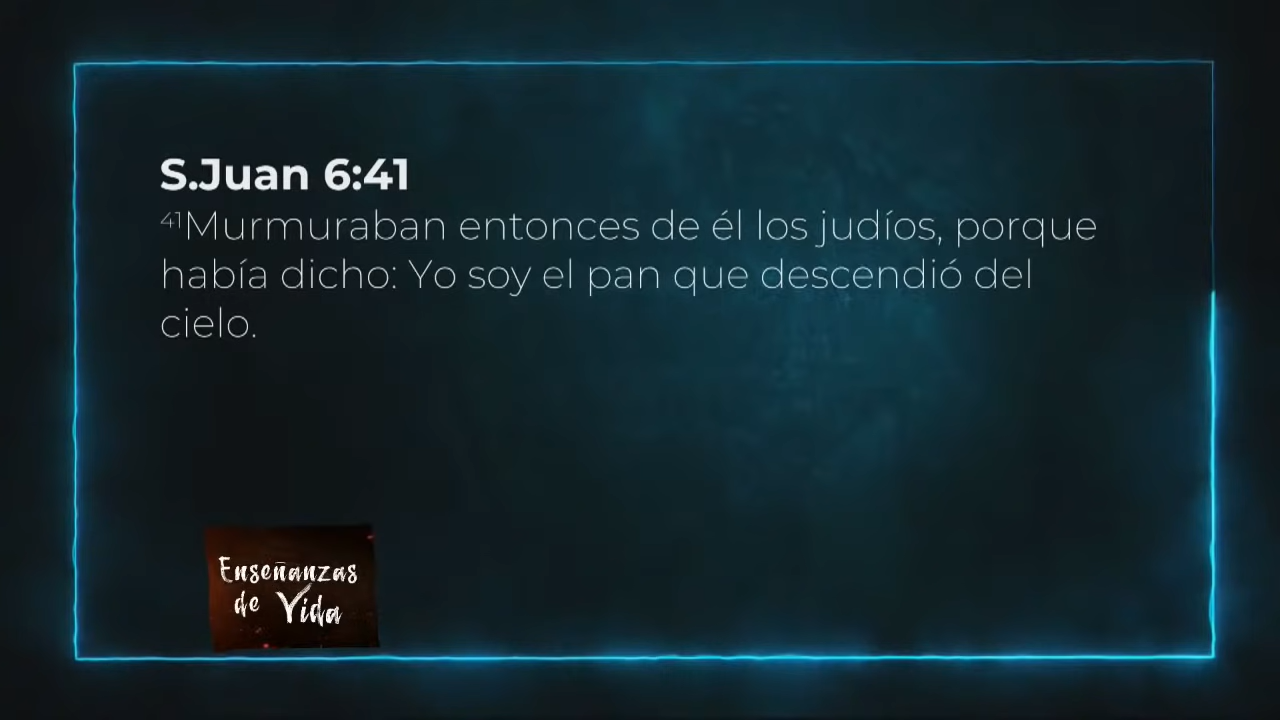 S.Juan 6:41
⁴¹Murmuraban entonces de él los judíos, porque
había dicho: Yo soy el pan que descendió del
cielo.
Enseñanzas
de Vida